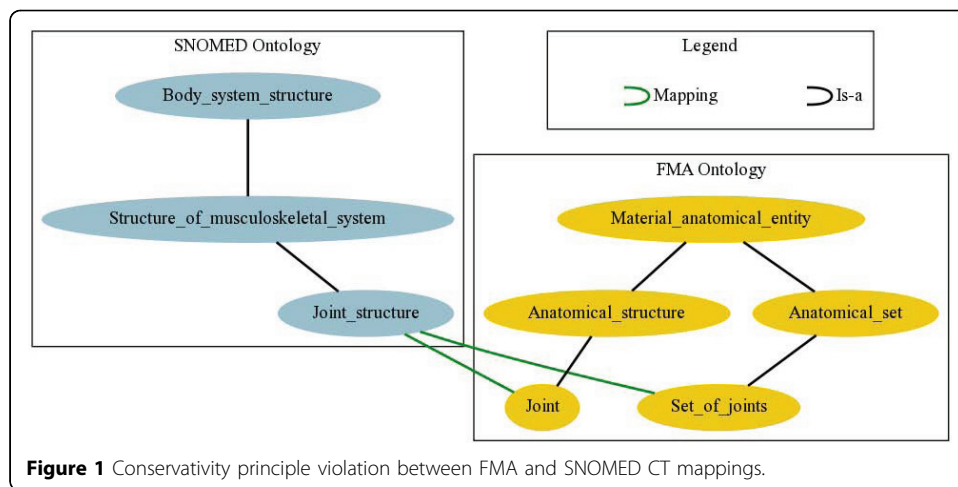 SNOMED Ontology
Body_system_structure
Structure_of_musculoskeletal_system
Joint_structure
Legend
Mapping
Is-a
FMA Ontology
Material_anatomical_entity
Anatomical_structure
Anatomical_set
Joint
Set_of_joints
Figure 1 Conservativity principle violation between FMA and SNOMED CT mappings.